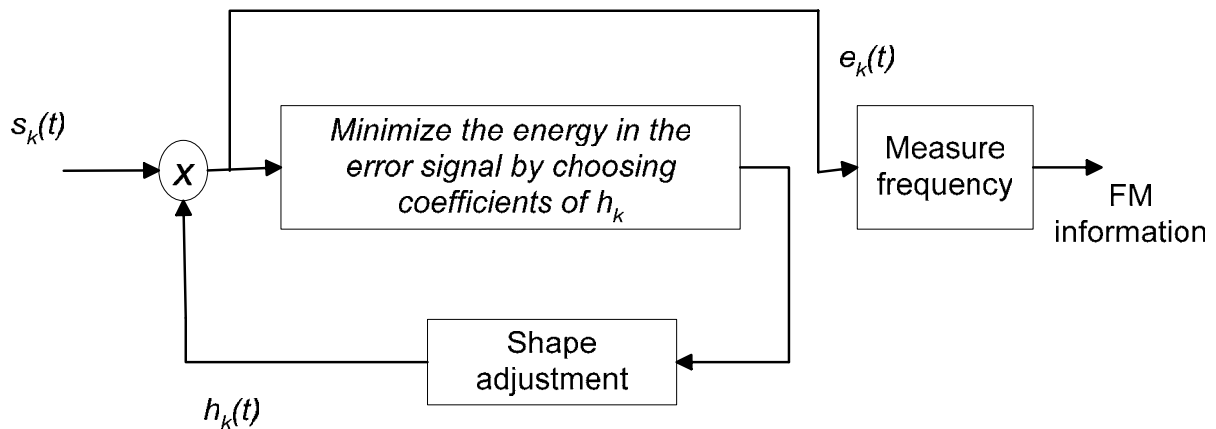 s_k(t)
x
Minimize the energy in the
error signal by choosing
coefficients of h_k
e_k(t)
Measure
frequency
FM
information
Shape
adjustment
h_k(t)